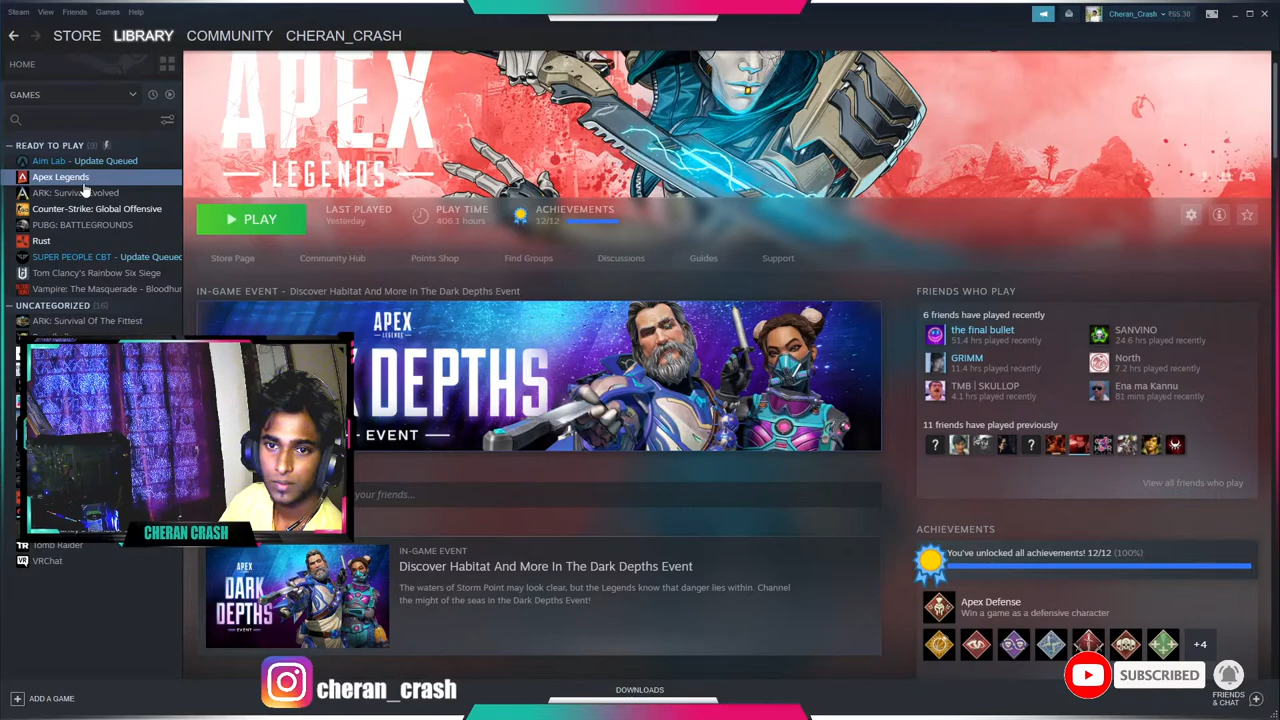 Steam View Friends Games Help
Cheran_Crash ₹65.38
STORE LIBRARY COMMUNITY CHERAN_CRASH
HOME
GAMES
READY TO PLAY (9)
Aim Lab - Update Queued
Apex Legends
ARK: Survival Evolved
Counter-Strike: Global Offensive
PUBG: BATTLEGROUNDS
Rust
SUPER PEOPLE CBT - Update Queued
Tom Clancy's Rainbow Six Siege
Vampire: The Masquerade - Bloodhun
UNCATEGORIZED (16)
ARK: Survival Of The Fittest
CHERAN CRASH
Tomb Raider
VRChat
ADD A GAME
APEX
LEGENDS
PLAY
LAST PLAYED
Yesterday
PLAY TIME
406.1 hours
ACHIEVEMENTS
12/12
Store Page Community Hub Points Shop Find Groups Discussions Guides Support
IN-GAME EVENT - Discover Habitat And More In The Dark Depths Event
APEX
LEGENDS
K DEPTHS
EVENT
your friends...
IN-GAME EVENT
Discover Habitat And More In The Dark Depths Event
The waters of Storm Point may look clear, but the Legends know that danger lies within. Channel
the might of the seas in the Dark Depths Event!
APEX
DARK
DEPTHS
EVENT
FRIENDS WHO PLAY
6 friends have played recently
the final bullet
51.4 hrs played recently
SANVINO
24.6 hrs played recently
GRIMM
11.4 hrs played recently
North
7.2 hrs played recently
TMB | SKULLOP
4.1 hrs played recently
Ena ma Kannu
81 mins played recently
11 friends have played previously
View all friends who play
ACHIEVEMENTS
You've unlocked all achievements! 12/12 (100%)
Apex Defense
Win a game as a defensive character
+4
cheran_crash
DOWNLOADS
SUBSCRIBED
FRIENDS
& CHAT